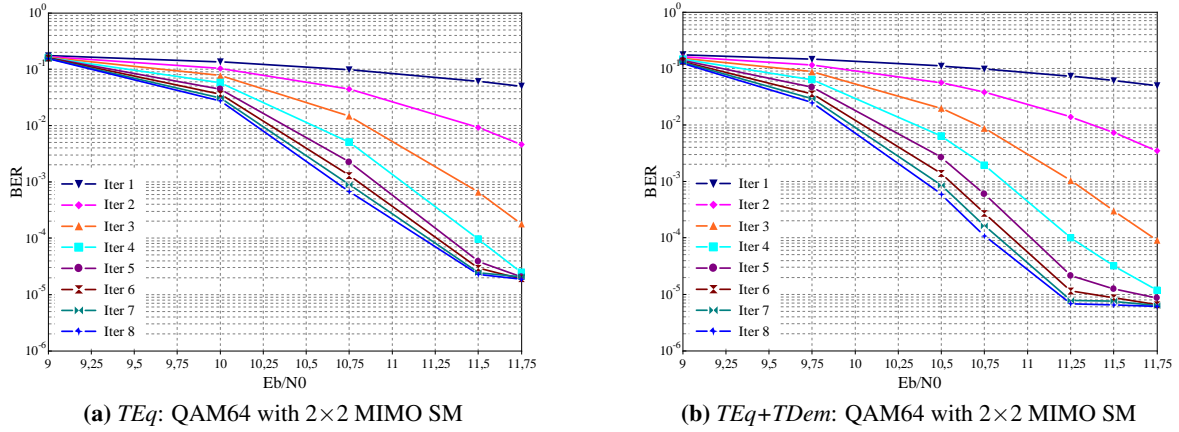 10^0
10^-1
10^-2
10^-3
10^-4
10^-5
10^-6
BER
Iter 1
Iter 2
Iter 3
Iter 4
Iter 5
Iter 6
Iter 7
Iter 8
9 9,25 9,5 9,75 10 10,25 10,5 10,75 11 11,25 11,5 11,75
Eb/N0
(a) TEq: QAM64 with 2×2 MIMO SM
10^0
10^-1
10^-2
10^-3
10^-4
10^-5
10^-6
BER
Iter 1
Iter 2
Iter 3
Iter 4
Iter 5
Iter 6
Iter 7
Iter 8
9 9,25 9,5 9,75 10 10,25 10,5 10,75 11 11,25 11,5 11,75
Eb/N0
(b) TEq+TDem: QAM64 with 2×2 MIMO SM